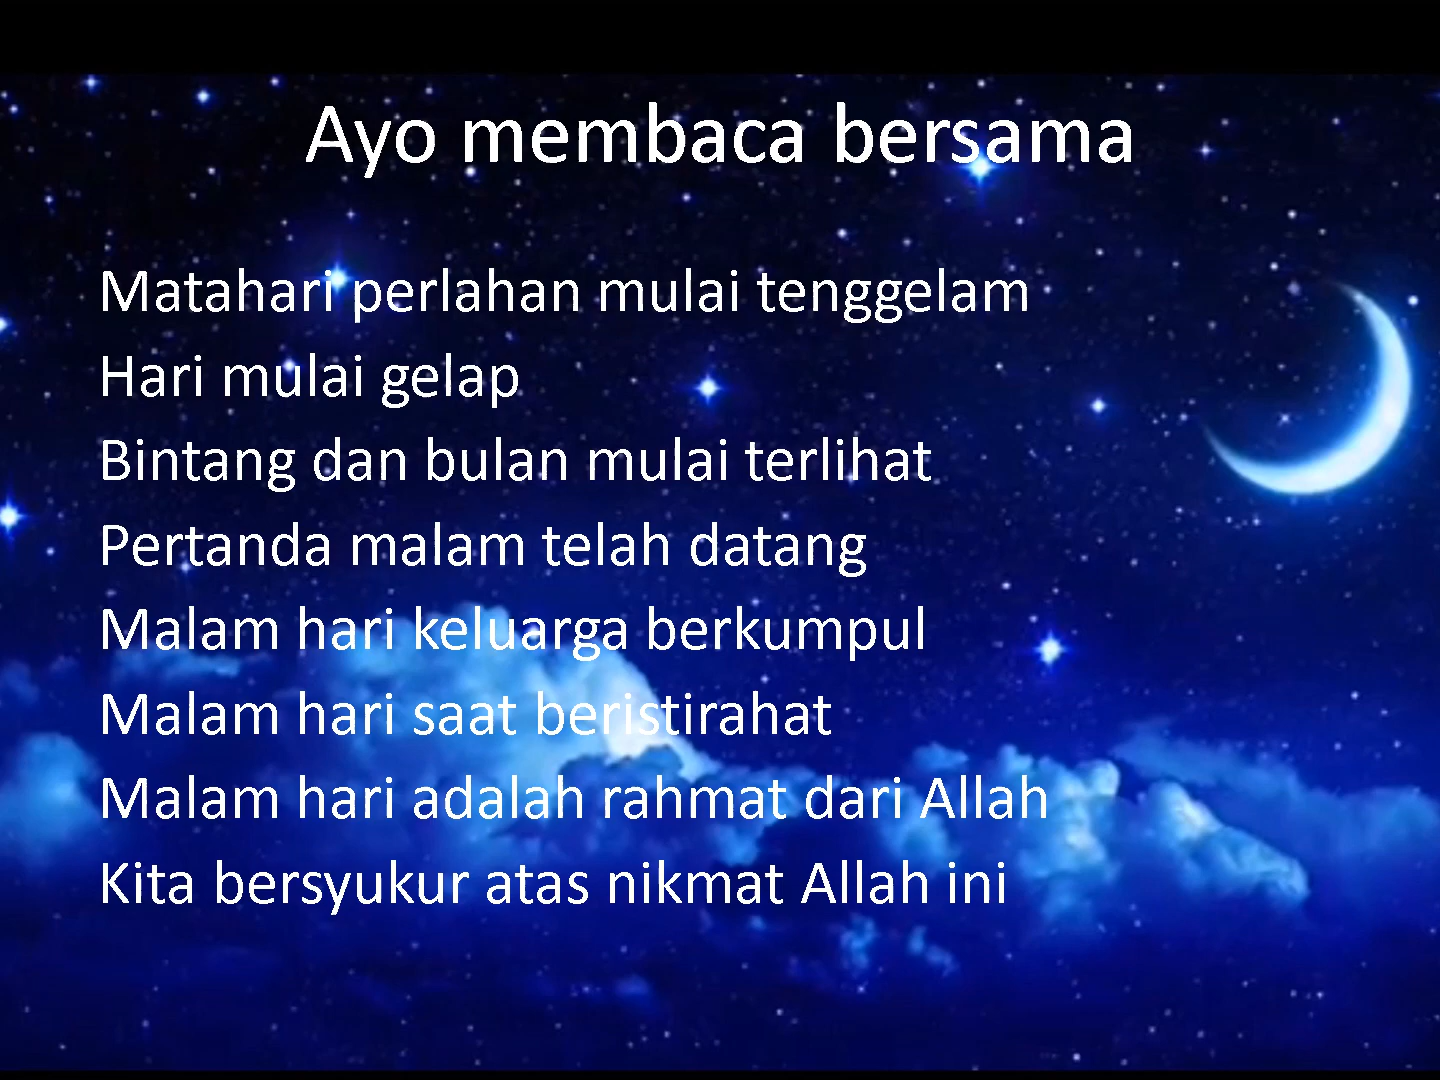 Ayo membaca bersama
Matahari perlahan mulai tenggelam
Hari mulai gelap
Bintang dan bulan mulai terlihat
Pertanda malam telah datang
Malam hari keluarga berkumpul
Malam hari saat beristirahat
Malam hari adalah rahmat dari Allah
Kita bersyukur atas nikmat Allah ini